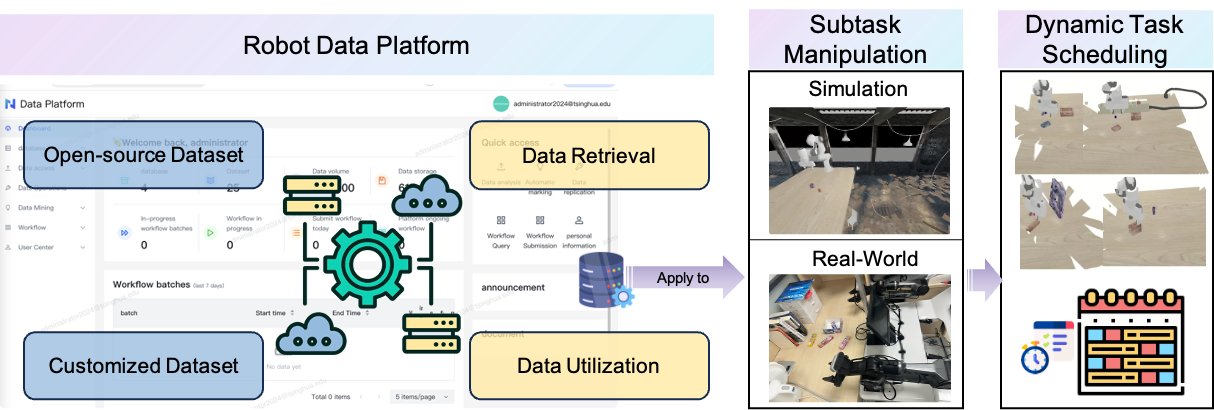 Robot Data Platform
Subtask
Manipulation
Dynamic Task
Scheduling
Data Platform
administrator2024@tsinghua.edu
Dashboard
Welcome back, administrator
Open-source Dataset
Quick access
Data Retrieval
Data volume
Data storage
4
25
Data analysis
Automatic
marking
Data
replication
Data Mining
Workflow
User Center
In-progress
workflow batches
0
Workflow in
progress
0
Submit workflow
today
0
Platform ongoing
workflow
0
Workflow
Query
Workflow
Submission
personal
information
Workflow batches (last 7 days)
announcement
batch
Start time
End Time
document
Customized Dataset
Data Utilization
No data yet
Total 0 items
5 items/page
Apply to
Simulation
Real-World